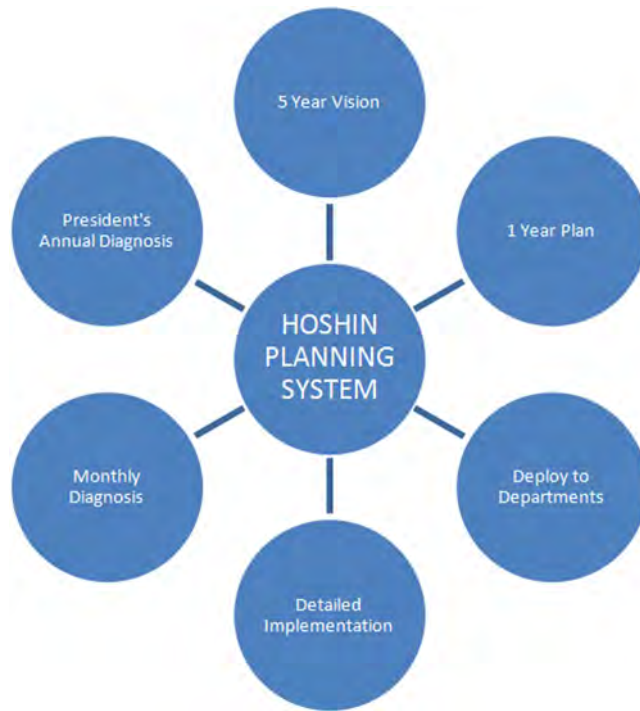 5 Year Vision
1 Year Plan
Deploy to
Departments
Detailed
Implementation
Monthly
Diagnosis
President's
Annual Diagnosis
HOSHIN
PLANNING
SYSTEM